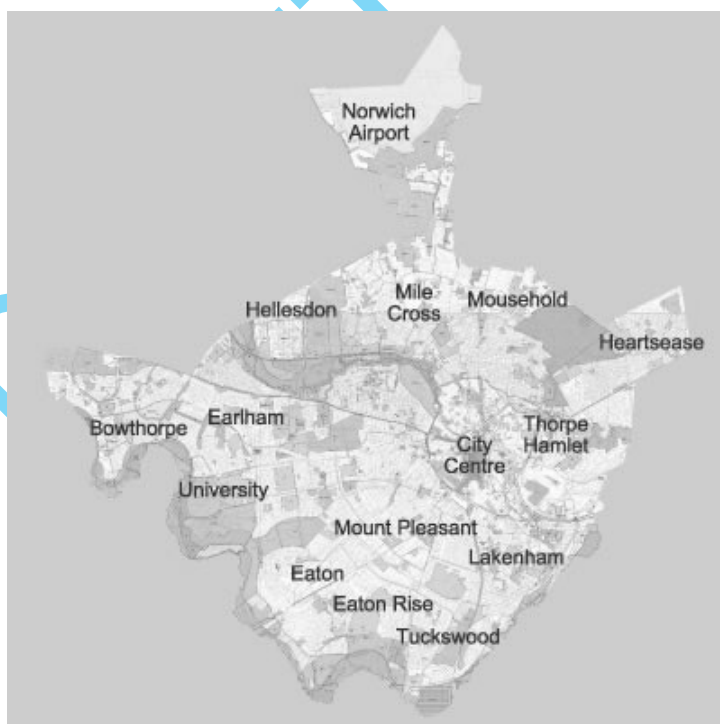 Norwich
Airport
Mile
Cross
Mousehold
Hellesdon
Heartsease
Earlham
Bowthorpe
Thorpe
Hamlet
City
Centre
University
Mount Pleasant
Lakenham
Eaton
Eaton Rise
Tuckswood